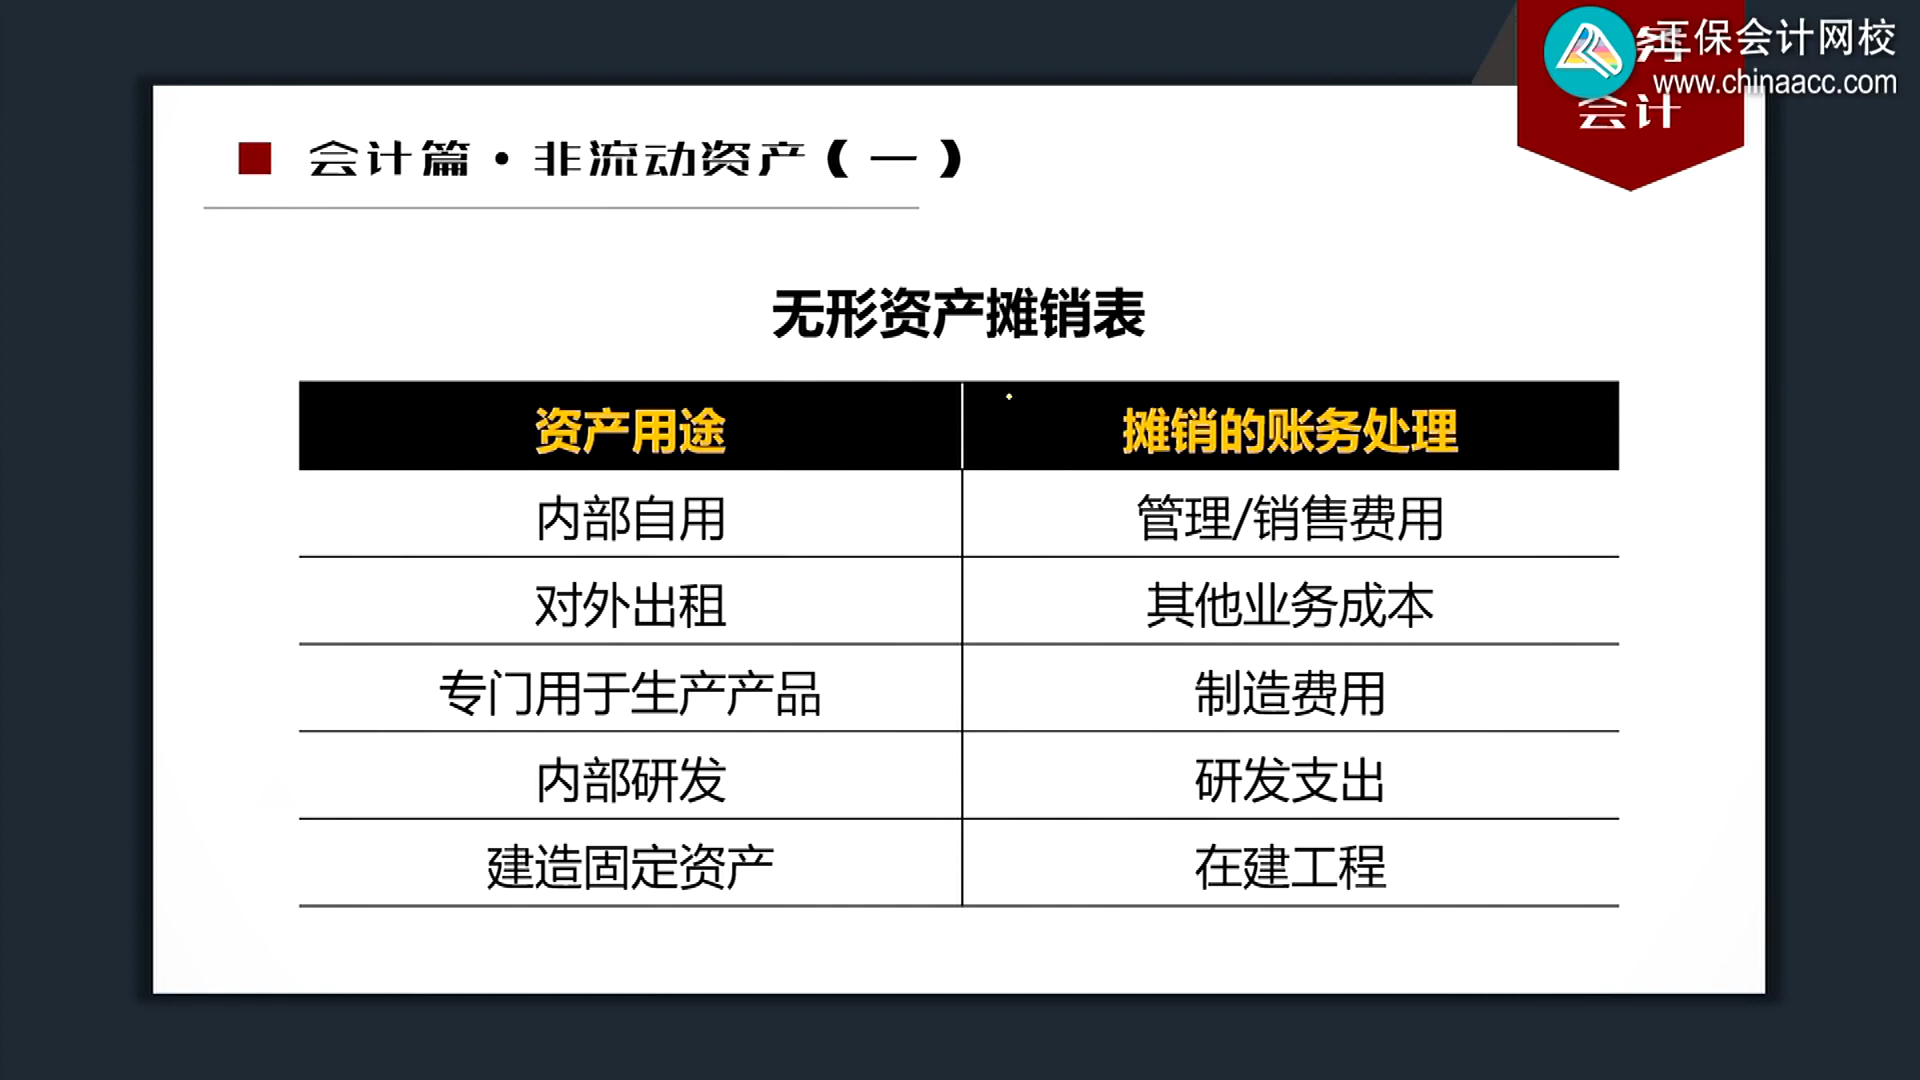 正保会计网校
www.chinaacc.com
会计
会计篇·非流动资产(一)
无形资产摊销表
资产用途 摊销的账务处理
内部自用 管理/销售费用
对外出租 其他业务成本
专门用于生产产品 制造费用
内部研发 研发支出
建造固定资产 在建工程